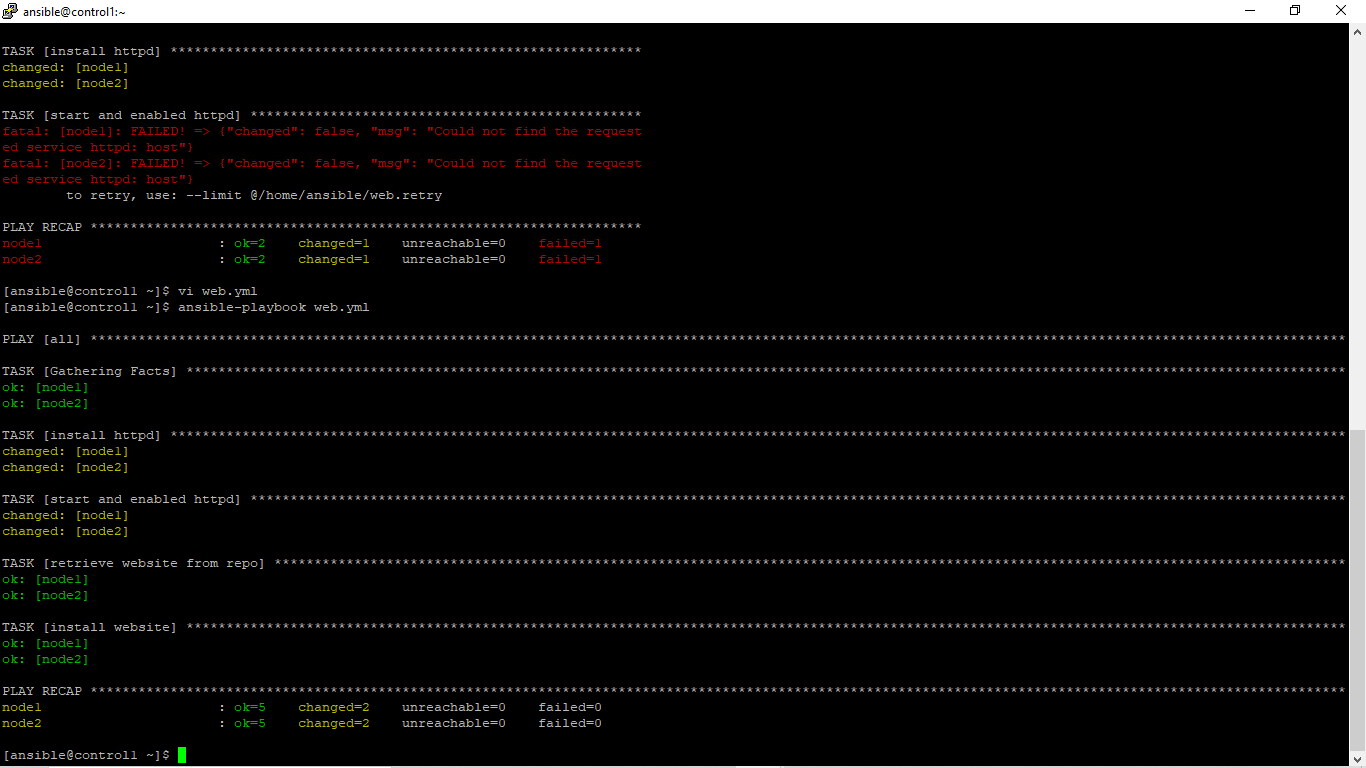 ansible@control1:~
TASK [install httpd] ***********************************************************
changed: [node1]
changed: [node2]
TASK [start and enabled httpd] *************************************************
fatal: [node1]: FAILED! => {"changed": false, "msg": "Could not find the request
ed service httpd: host"}
fatal: [node2]: FAILED! => {"changed": false, "msg": "Could not find the request
ed service httpd: host"}
        to retry, use: --limit @/home/ansible/web.retry
PLAY RECAP *********************************************************************
node1                      : ok=2    changed=1    unreachable=0    failed=1
node2                      : ok=2    changed=1    unreachable=0    failed=1
[ansible@control1 ~]$ vi web.yml
[ansible@control1 ~]$ ansible-playbook web.yml
PLAY [all] *************************************************************************************************************************************************************
TASK [Gathering Facts] *************************************************************************************************************************************************
ok: [node1]
ok: [node2]
TASK [install httpd] ***************************************************************************************************************************************************
changed: [node1]
changed: [node2]
TASK [start and enabled httpd] *****************************************************************************************************************************************
changed: [node1]
changed: [node2]
TASK [retrieve website from repo] **************************************************************************************************************************************
ok: [node1]
ok: [node2]
TASK [install website] *************************************************************************************************************************************************
ok: [node1]
ok: [node2]
PLAY RECAP *************************************************************************************************************************************************************
node1                      : ok=5    changed=2    unreachable=0    failed=0
node2                      : ok=5    changed=2    unreachable=0    failed=0
[ansible@control1 ~]$